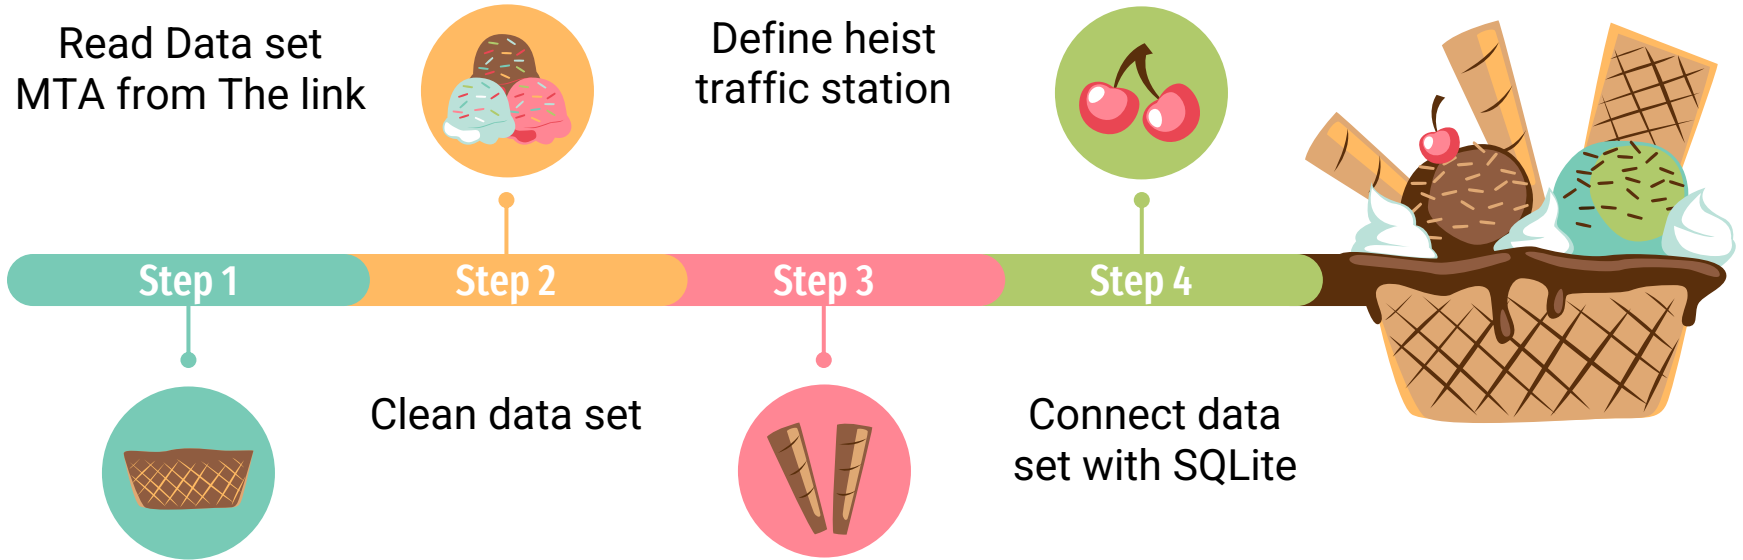 Read Data set
MTA from The link
Step 1
Step 2
Clean data set
Define heist
traffic station
Step 3
Step 4
Connect data
set with SQLite